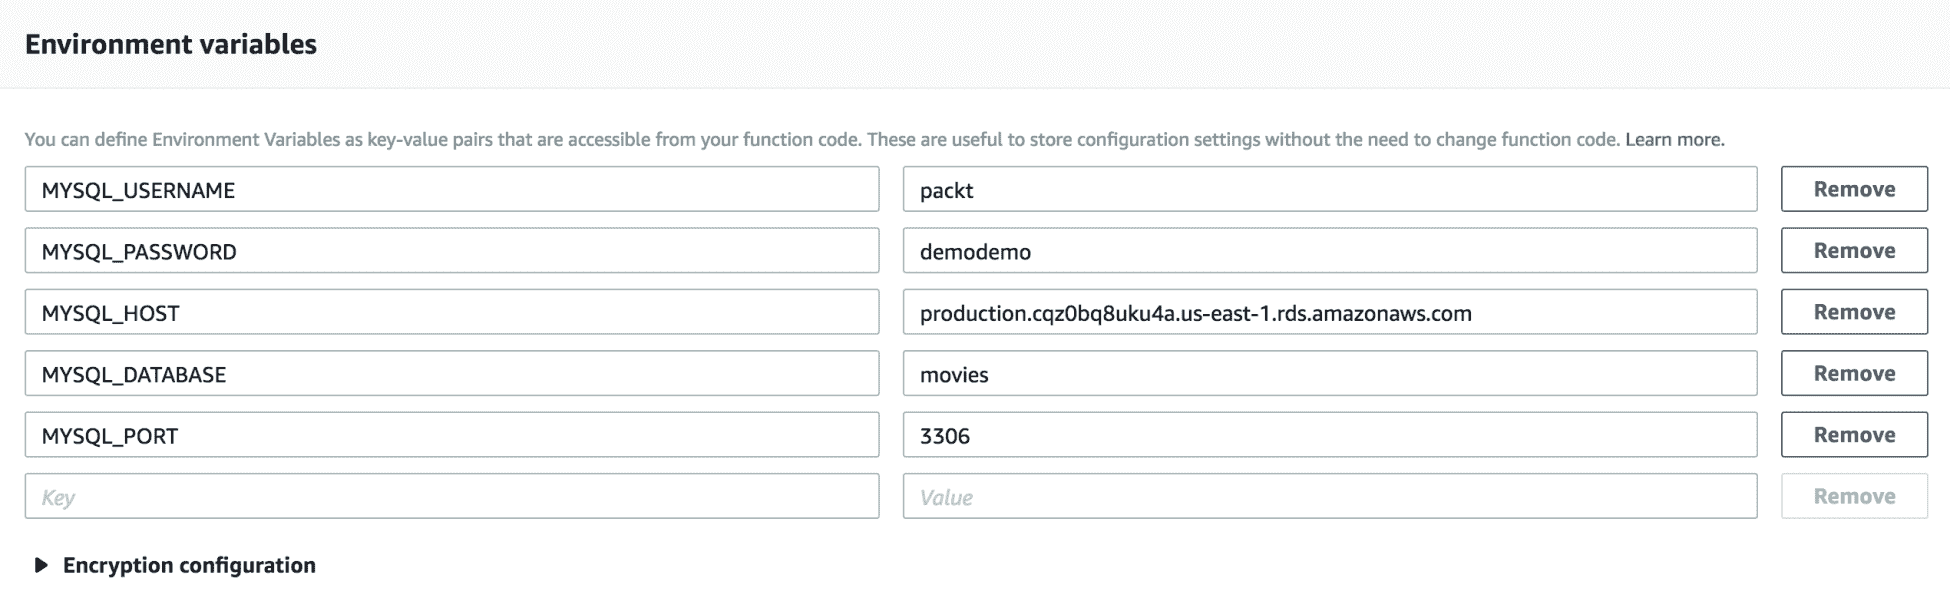 Environment variables
You can define Environment Variables as key-value pairs that are accessible from your function code. These are useful to store configuration settings without the need to change function code. Learn more.
MYSQL_USERNAME packt Remove
MYSQL_PASSWORD demodemo Remove
MYSQL_HOST production.cqz0bq8uku4a.us-east-1.rds.amazonaws.com Remove
MYSQL_DATABASE movies Remove
MYSQL_PORT 3306 Remove
Key Value Remove
Encryption configuration